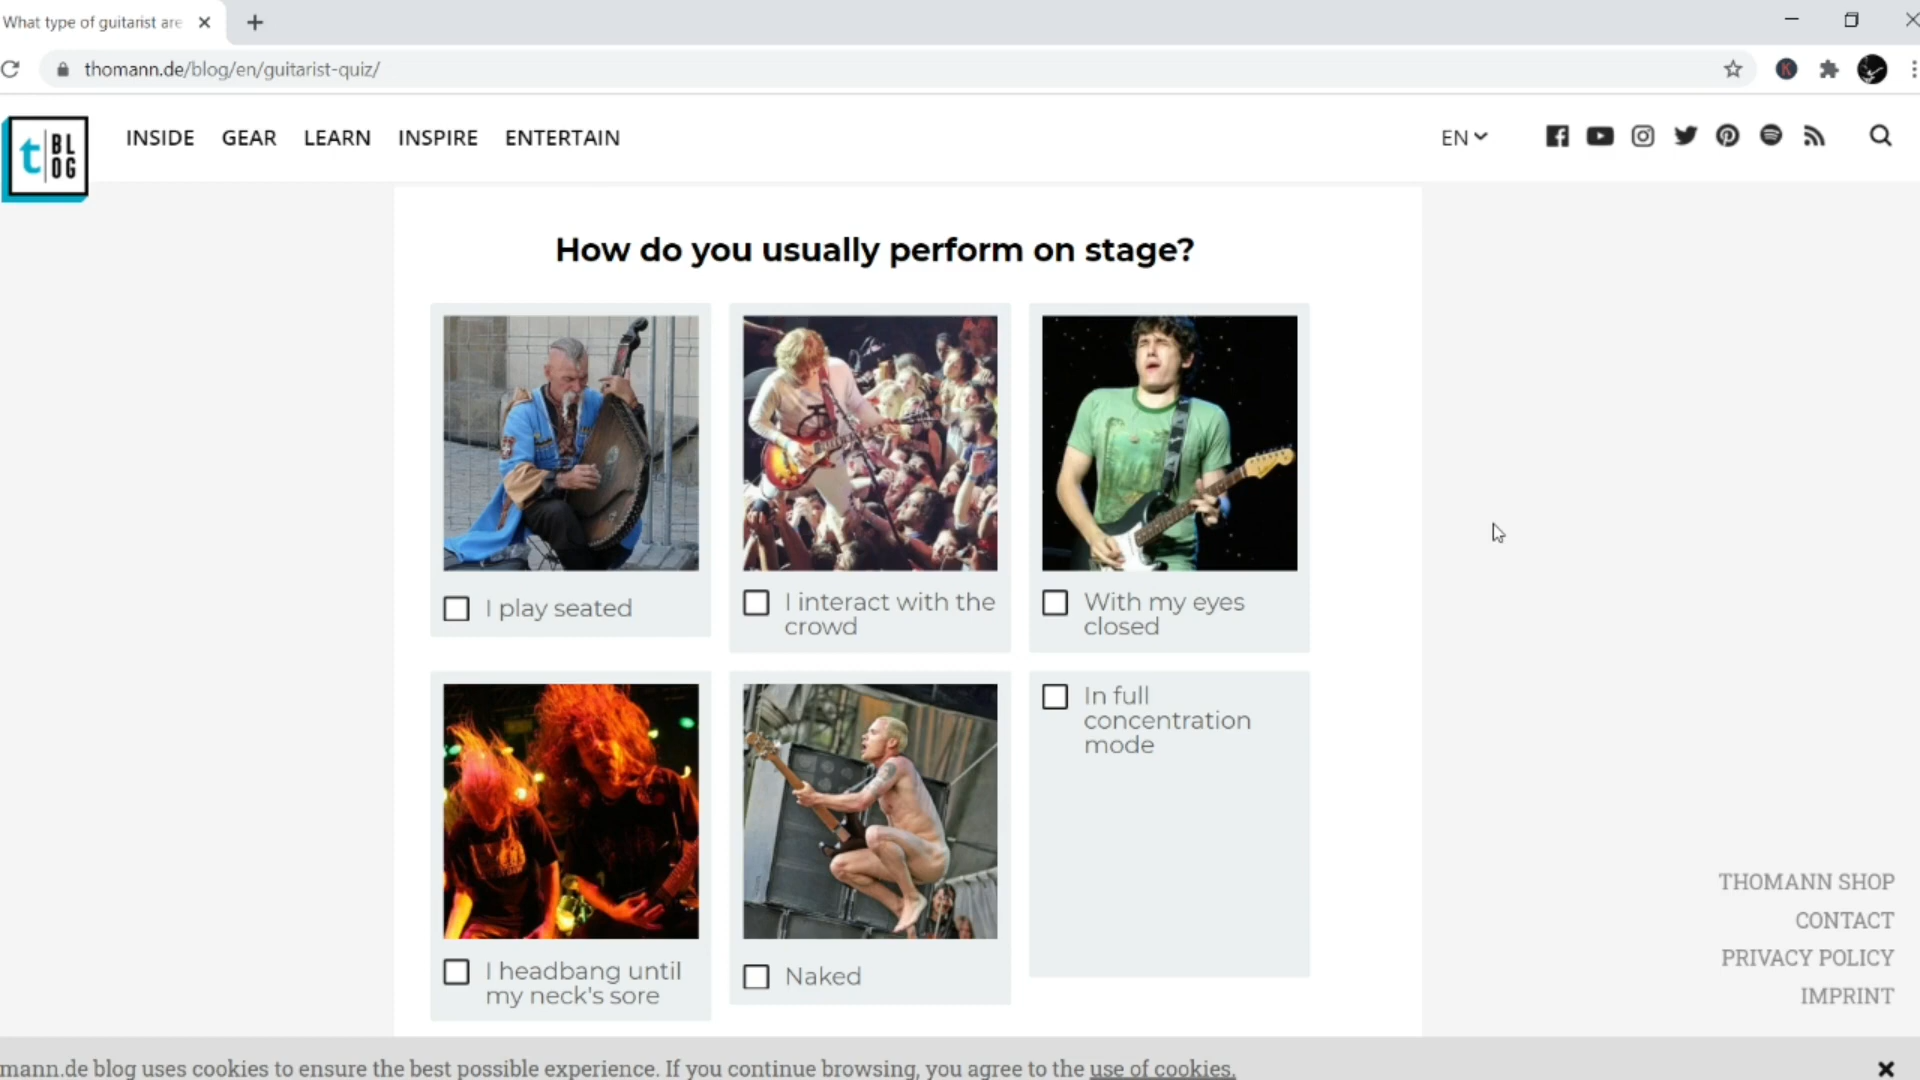 What type of guitarist are
thomann.de/blog/en/guitarist-quiz/
K
t BL
OG
INSIDE GEAR LEARN INSPIRE ENTERTAIN
EN
How do you usually perform on stage?
I play seated
I interact with the
crowd
With my eyes
closed
I headbang until
my neck's sore
Naked
In full
concentration
mode
THOMANN SHOP
CONTACT
PRIVACY POLICY
IMPRINT
mann.de blog uses cookies to ensure the best possible experience. If you continue browsing, you agree to the use of cookies.